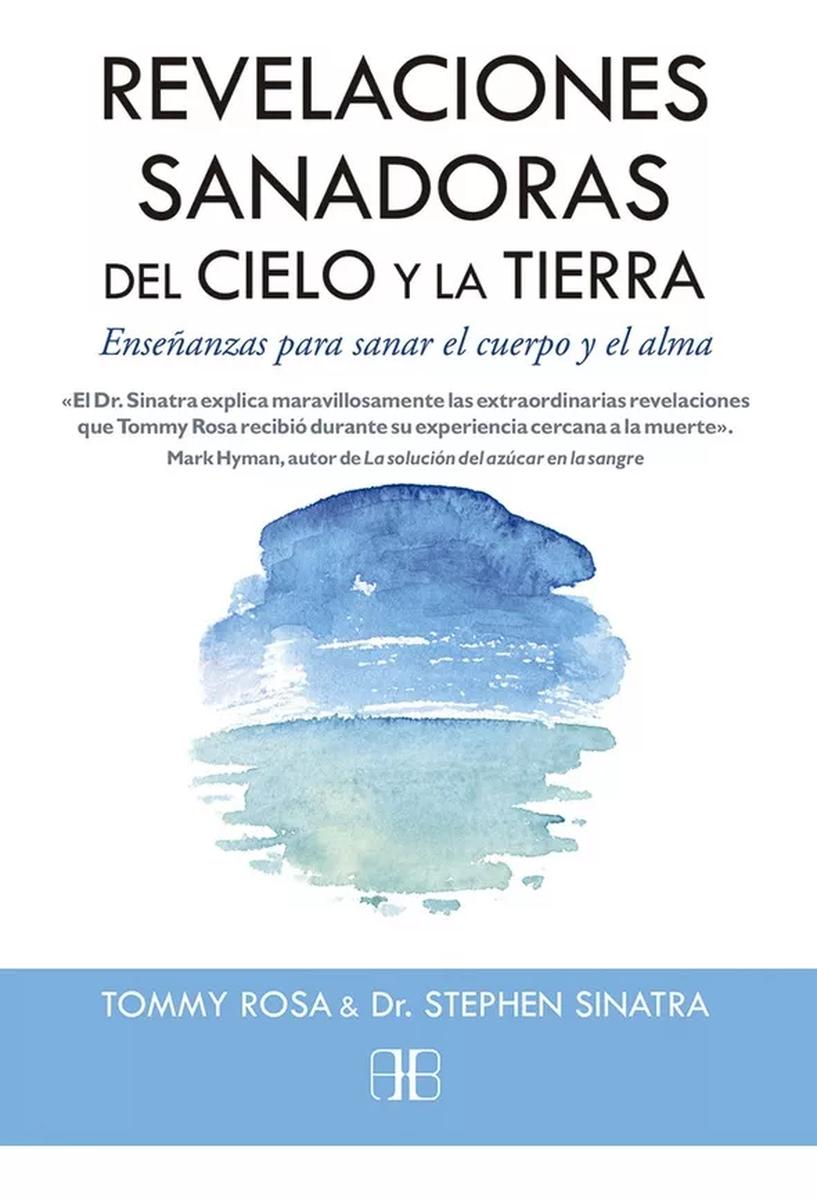 REVELACIONES
SANADORAS
DEL CIELO Y LA TIERRA
Enseñanzas para sanar el cuerpo y el alma
«El Dr. Sinatra explica maravillosamente las extraordinarias revelaciones
que Tommy Rosa recibió durante su experiencia cercana a la muerte».
Mark Hyman, autor de La solución del azúcar en la sangre
TOMMY ROSA & Dr. STEPHEN SINATRA
AB